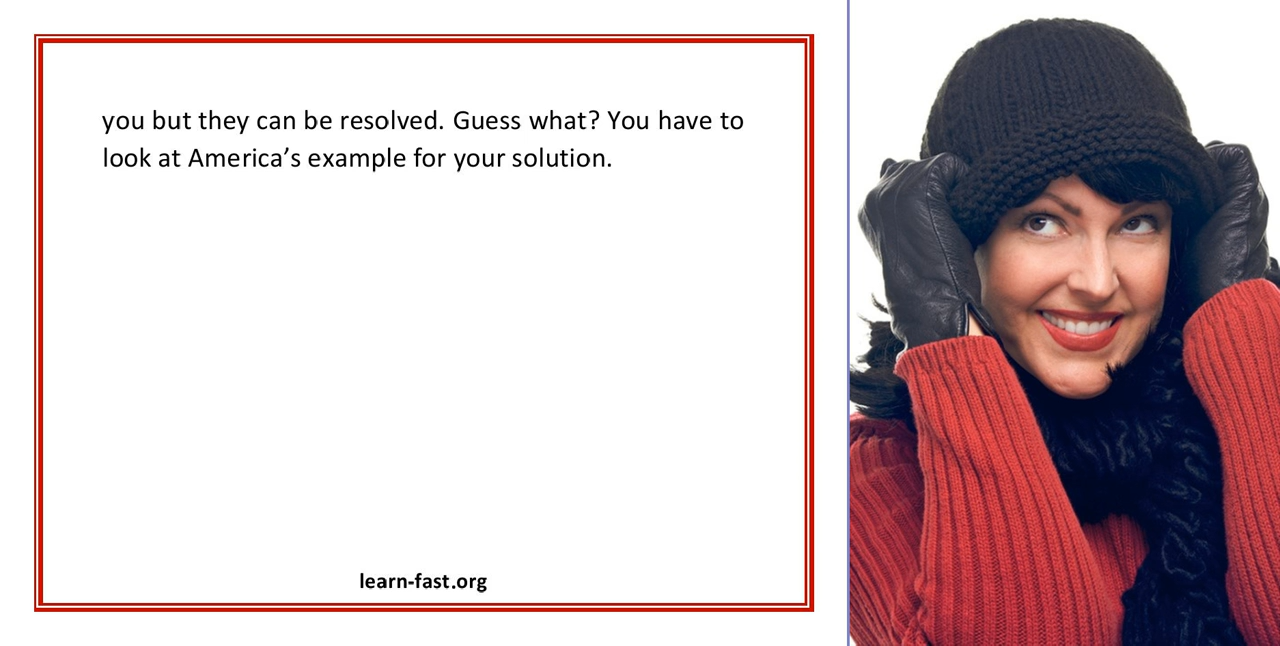 you but they can be resolved. Guess what? You have to
look at America’s example for your solution.
learn-fast.org